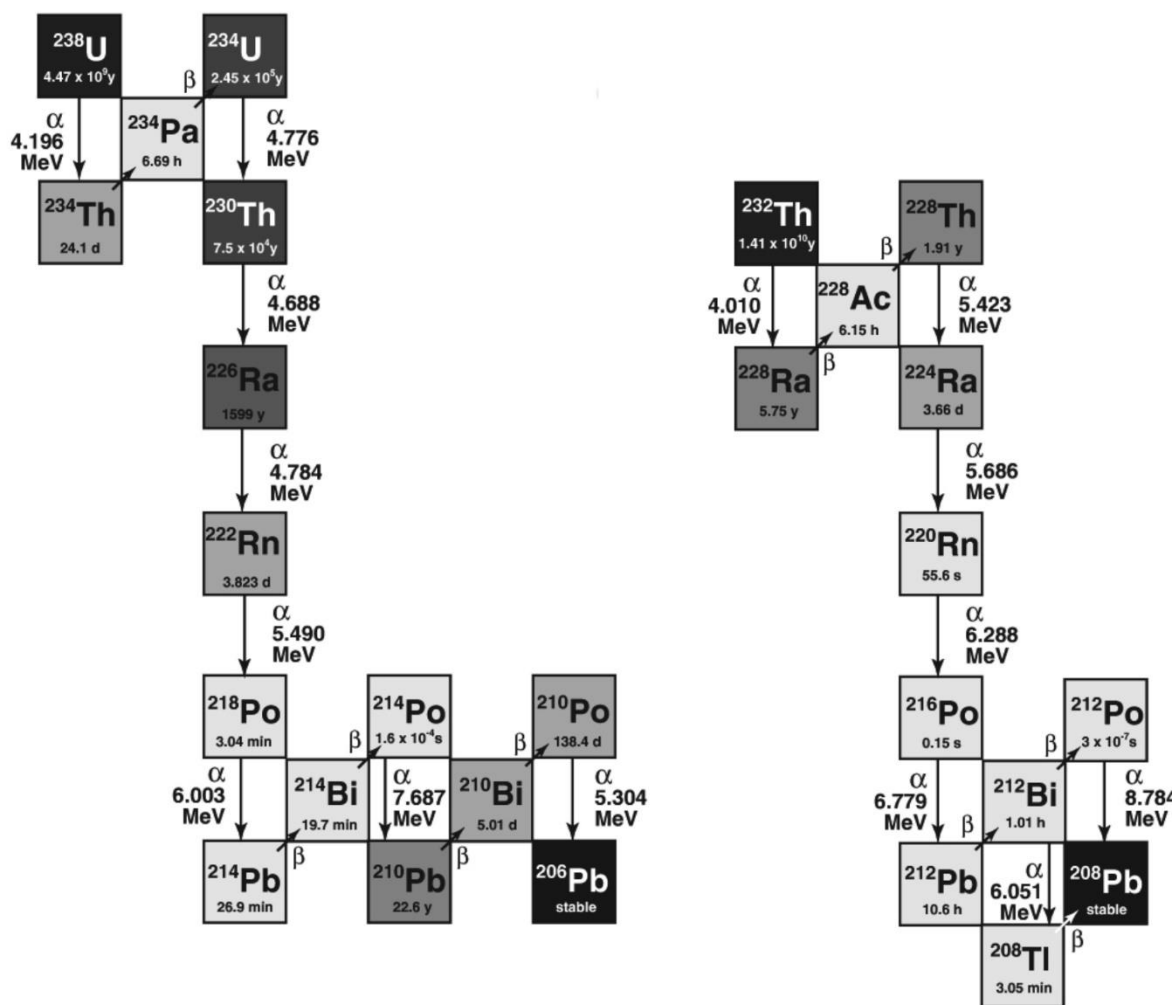 238U
4.47 x 10⁹y
234U
2.45 x 10⁵y
β
α
4.196
MeV
234Pa
6.69 h
α
4.776
MeV
234Th
24.1 d
230Th
7.5 x 10⁴y
α
4.688
MeV
226Ra
1599 y
α
4.784
MeV
222Rn
3.823 d
α
5.490
MeV
218Po
3.04 min
β
214Po
1.6 x 10⁻⁴s
β
210Po
138.4 d
α
6.003
MeV
214Bi
19.7 min
α
7.687
MeV
210Bi
5.01 d
α
5.304
MeV
214Pb
26.9 min
β
210Pb
22.6 y
β
206Pb
stable
232Th
1.41 x 10¹⁰y
228Th
1.91 y
β
α
4.010
MeV
228Ac
6.15 h
α
5.423
MeV
228Ra
5.75 y
β
224Ra
3.66 d
α
5.686
MeV
220Rn
55.6 s
α
6.288
MeV
216Po
0.15 s
β
212Po
3 x 10⁻⁷s
α
6.779
MeV
212Bi
1.01 h
α
8.784
MeV
β
212Pb
10.6 h
α
6.051
MeV
208Pb
stable
β
208Tl
3.05 min